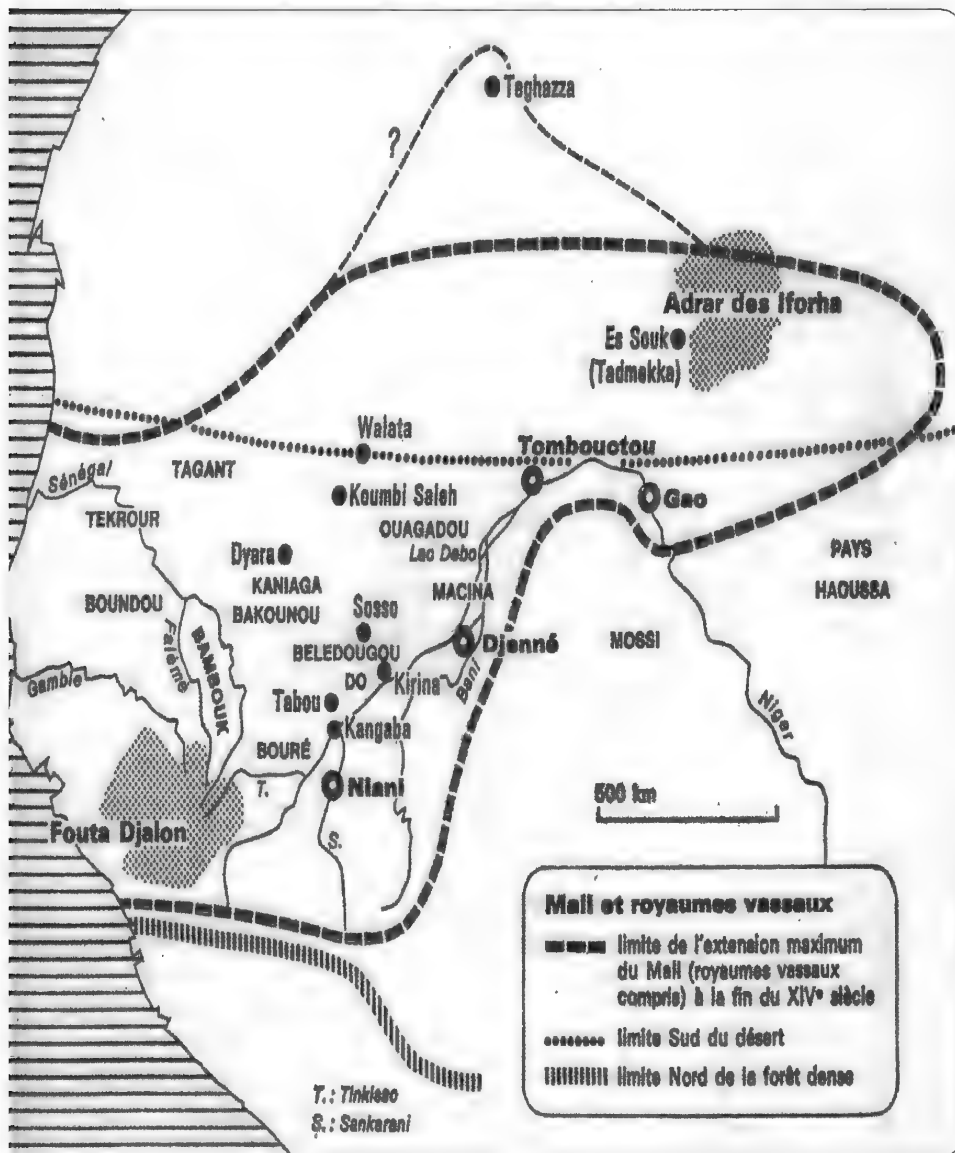 Teghazza
?
Adrar des Iforha
Es Souk
(Tadmekka)
Walata
Tombouctou
Sénégal
TAGANT
Koumbi Saleh
Gao
TEKROUR
OUAGADOU
Lac Debo
PAYS
HAOUSSA
Dyara
KANIAGA
BAKOUNOU
MACINA
BOUNDOU
Sosso
Djenné
MOSSI
Falémé
BAMBOUK
BELEDOUGOU
DO
Kirina
Bani
Gambie
Tabou
Kangaba
Niger
BOURÉ
T.
Niani
500 km
Fouta Djalon
S.
Mali et royaumes vassaux
limite de l'extension maximum
du Mali (royaumes vassaux
compris) à la fin du XIVe siècle
limite Sud du désert
limite Nord de la forêt dense
T. : Tinkisso
S. : Sankarani